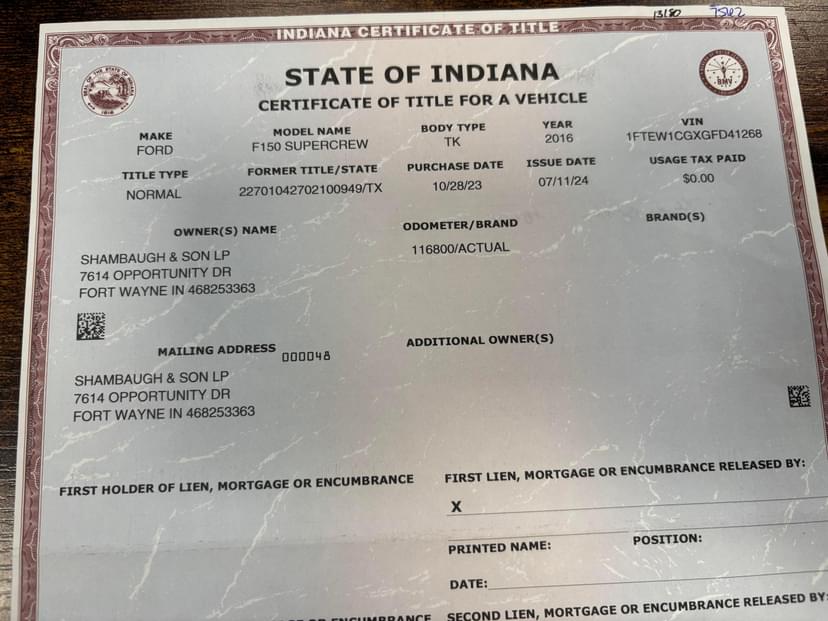 13180 7562
INDIANA CERTIFICATE OF TITLE
STATE OF INDIANA
CERTIFICATE OF TITLE FOR A VEHICLE
MAKE MODEL NAME BODY TYPE YEAR VIN
FORD F150 SUPERCREW TK 2016 1FTEW1CGXGFD41268
TITLE TYPE FORMER TITLE/STATE PURCHASE DATE ISSUE DATE USAGE TAX PAID
NORMAL 22701042702100949/TX 10/28/23 07/11/24 $0.00
OWNER(S) NAME ODOMETER/BRAND BRAND(S)
SHAMBAUGH & SON LP 116800/ACTUAL
7614 OPPORTUNITY DR
FORT WAYNE IN 468253363
MAILING ADDRESS 000048 ADDITIONAL OWNER(S)
SHAMBAUGH & SON LP
7614 OPPORTUNITY DR
FORT WAYNE IN 468253363
FIRST HOLDER OF LIEN, MORTGAGE OR ENCUMBRANCE FIRST LIEN, MORTGAGE OR ENCUMBRANCE RELEASED BY:
X
PRINTED NAME: POSITION:
DATE:
OR ENCUMBRANCE SECOND LIEN, MORTGAGE OR ENCUMBRANCE RELEASED BY: